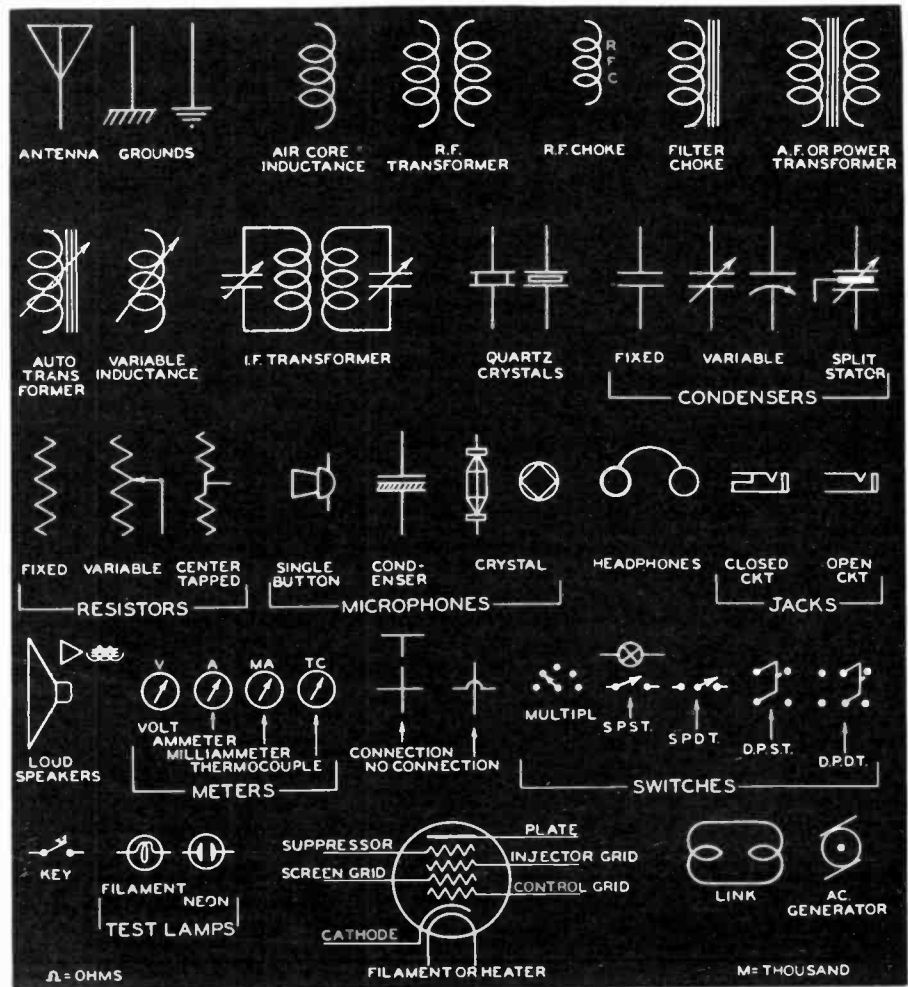 R
F
C
ANTENNA GROUNDS AIR CORE INDUCTANCE R.F. TRANSFORMER R.F. CHOKE FILTER CHOKE A.F. OR POWER TRANSFORMER
AUTO TRANS FORMER VARIABLE INDUCTANCE I.F. TRANSFORMER QUARTZ CRYSTALS FIXED VARIABLE SPLIT STATOR
CONDENSERS
FIXED VARIABLE CENTER TAPPED SINGLE BUTTON COND-ENSER CRYSTAL HEADPHONES CLOSED CKT OPEN CKT
RESISTORS MICROPHONES JACKS
V A MA TC
LOUD SPEAKERS
VOLT
AMMETER
MILLIAMMETER
THERMOCOUPLE
METERS
CONNECTION
NO CONNECTION
MULTIPL S.P.S.T. S.P.D.T. D.P.S.T. D.P.D.T.
SWITCHES
KEY
FILAMENT NEON
TEST LAMPS
SUPPRESSOR
SCREEN GRID
CATHODE
PLATE
INJECTOR GRID
CONTROL GRID
FILAMENT OR HEATER
LINK
A.C. GENERATOR
Ω = OHMS
M = THOUSAND